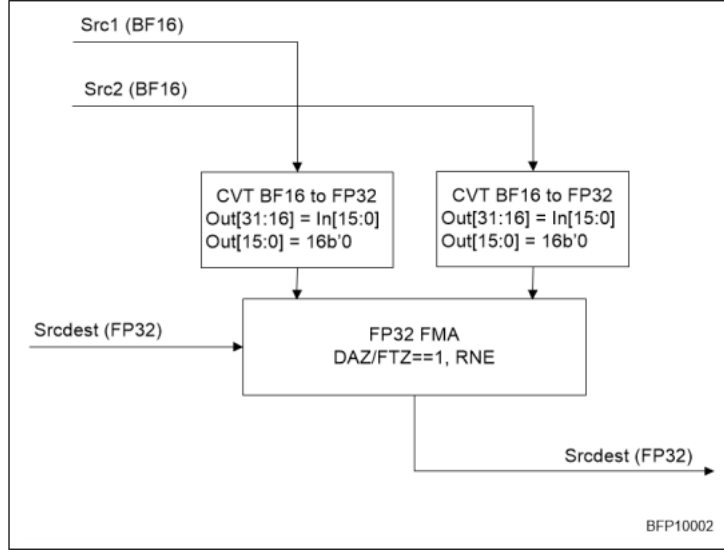 Src1 (BF16)
Src2 (BF16)
CVT BF16 to FP32
Out[31:16] = In[15:0]
Out[15:0] = 16b'0
CVT BF16 to FP32
Out[31:16] = In[15:0]
Out[15:0] = 16b'0
Srcdest (FP32)
FP32 FMA
DAZ/FTZ==1, RNE
Srcdest (FP32)
BFP10002